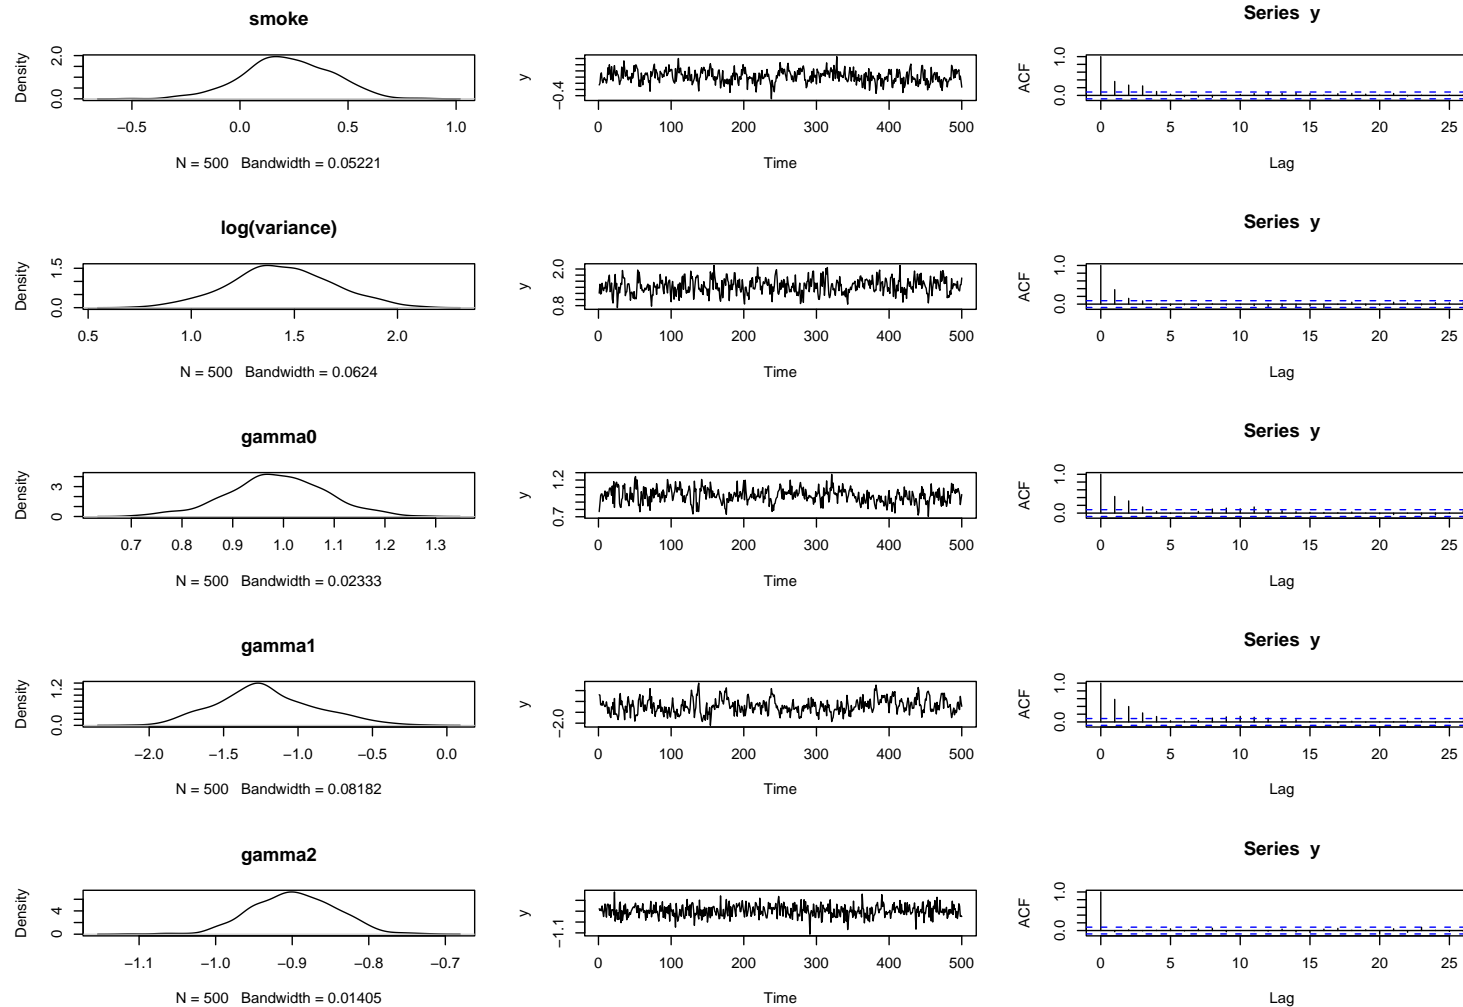 smoke
Density
0.0 2.0
−0.5 0.0 0.5 1.0
N = 500 Bandwidth = 0.05221
y
−0.4
0 100 200 300 400 500
Time
Series y
ACF
0.0 1.0
0 5 10 15 20 25
Lag
log(variance)
Density
0.0 1.5
0.5 1.0 1.5 2.0
N = 500 Bandwidth = 0.0624
y
0.8 2.0
0 100 200 300 400 500
Time
Series y
ACF
0.0 1.0
0 5 10 15 20 25
Lag
gamma0
Density
0 3
0.7 0.8 0.9 1.0 1.1 1.2 1.3
N = 500 Bandwidth = 0.02333
y
0.7 1.2
0 100 200 300 400 500
Time
Series y
ACF
0.0 1.0
0 5 10 15 20 25
Lag
gamma1
Density
0.0 1.2
−2.0 −1.5 −1.0 −0.5 0.0
N = 500 Bandwidth = 0.08182
y
−2.0
0 100 200 300 400 500
Time
Series y
ACF
0.0 1.0
0 5 10 15 20 25
Lag
gamma2
Density
0 4
−1.1 −1.0 −0.9 −0.8 −0.7
N = 500 Bandwidth = 0.01405
y
−1.1
0 100 200 300 400 500
Time
Series y
ACF
0.0 1.0
0 5 10 15 20 25
Lag